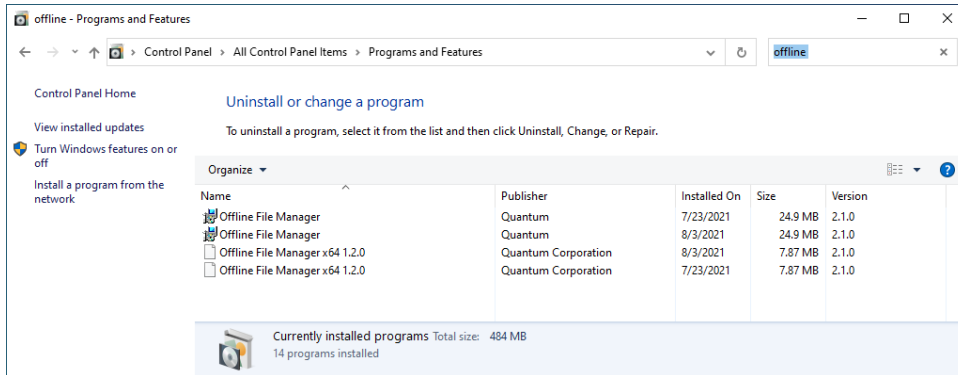 offline - Programs and Features
Control Panel > All Control Panel Items > Programs and Features
offline
Control Panel Home
View installed updates
Turn Windows features on or
off
Install a program from the
network
Uninstall or change a program
To uninstall a program, select it from the list and then click Uninstall, Change, or Repair.
Organize
Name Publisher Installed On Size Version
Offline File Manager Quantum 7/23/2021 24.9 MB 2.1.0
Offline File Manager Quantum 8/3/2021 24.9 MB 2.1.0
Offline File Manager x64 1.2.0 Quantum Corporation 8/3/2021 7.87 MB 2.1.0
Offline File Manager x64 1.2.0 Quantum Corporation 7/23/2021 7.87 MB 2.1.0
Currently installed programs Total size: 484 MB
14 programs installed